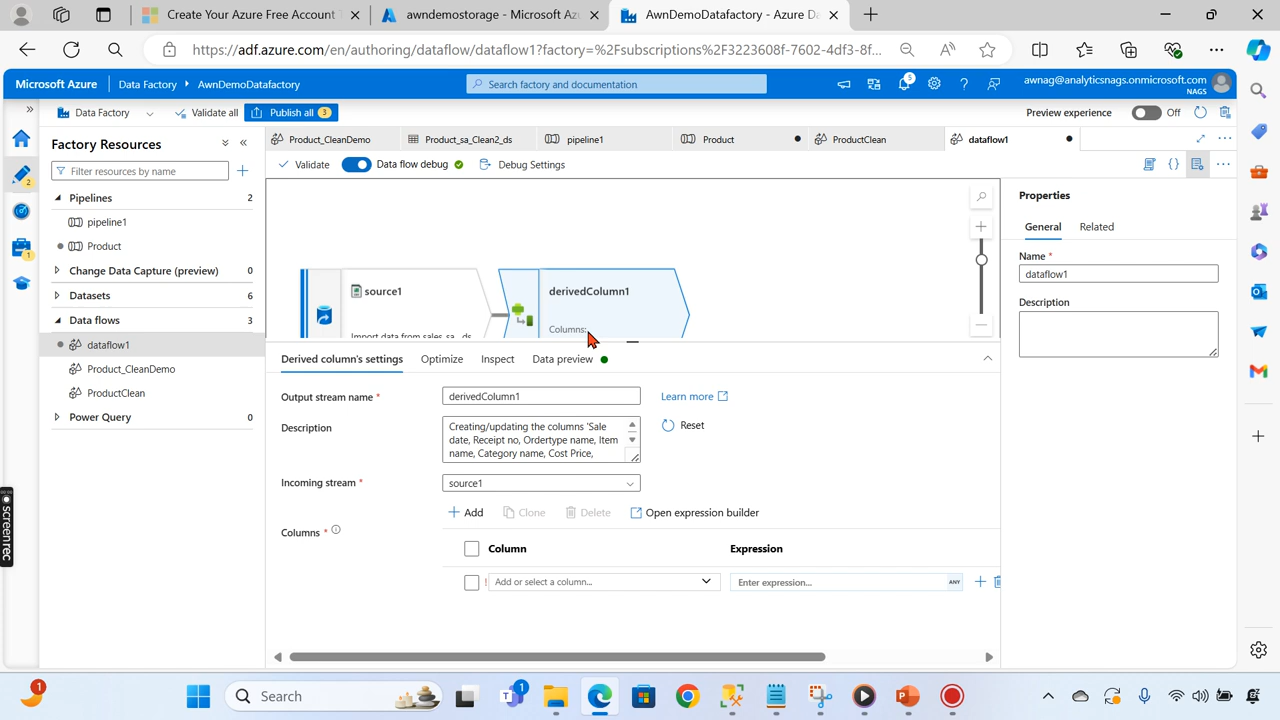 Create Your Azure Free Account T
awndemostorage - Microsoft Az
AwnDemoDatafactory - Azure Da
https://adf.azure.com/en/authoring/dataflow/dataflow1?factory=%2Fsubscriptions%2F3223608f-7602-4df3-8f...
Microsoft Azure
Data Factory
AwnDemoDatafactory
Search factory and documentation
5
awnag@analyticsnags.onmicrosoft.com
NAGS
Data Factory
Validate all
Publish all
3
Preview experience
Off
Factory Resources
Product_CleanDemo
Product_sa_Clean2_ds
pipeline1
Product
ProductClean
dataflow1
Filter resources by name
Validate
Data flow debug
Debug Settings
2
1
Pipelines
2
pipeline1
Product
Change Data Capture (preview)
0
Datasets
6
Data flows
3
dataflow1
Product_CleanDemo
ProductClean
Power Query
0
source1
Import data from sales_sa_ds
derivedColumn1
Columns:
Properties
General
Related
Name *
dataflow1
Description
Derived column's settings
Optimize
Inspect
Data preview
Output stream name *
derivedColumn1
Learn more
Description
Creating/updating the columns 'Sale
date, Receipt no, Ordertype name, Item
name, Category name, Cost Price,
Reset
Incoming stream *
source1
Add
Clone
Delete
Open expression builder
Columns *
Column
Expression
! Add or select a column...
Enter expression...
ANY
screenrec
1
Search
1